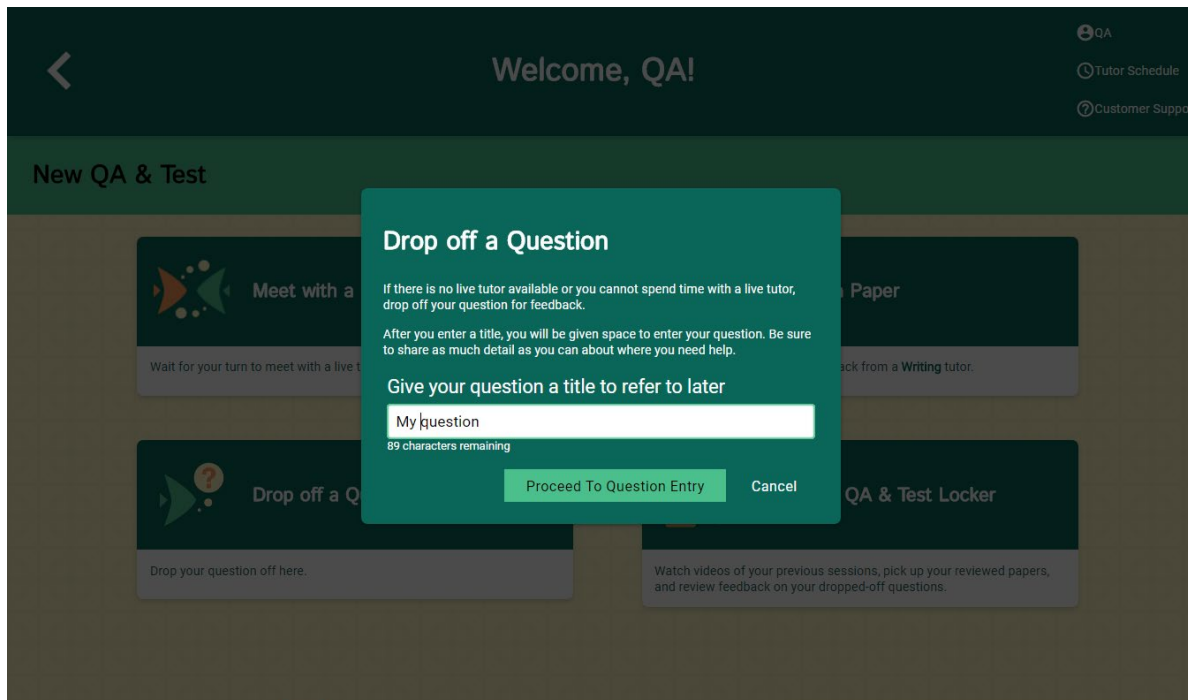 QA
Welcome, QA!
Tutor Schedule
Customer Suppo
New QA & Test
Drop off a Question
If there is no live tutor available or you cannot spend time with a live tutor,
drop off your question for feedback.
After you enter a title, you will be given space to enter your question. Be sure
to share as much detail as you can about where you need help.
Give your question a title to refer to later
My question
89 characters remaining
Proceed To Question Entry
Cancel
Meet with a
Paper
Wait for your turn to meet with a live t
ack from a Writing tutor.
?
Drop off a Q
QA & Test Locker
Drop your question off here.
Watch videos of your previous sessions, pick up your reviewed papers,
and review feedback on your dropped-off questions.